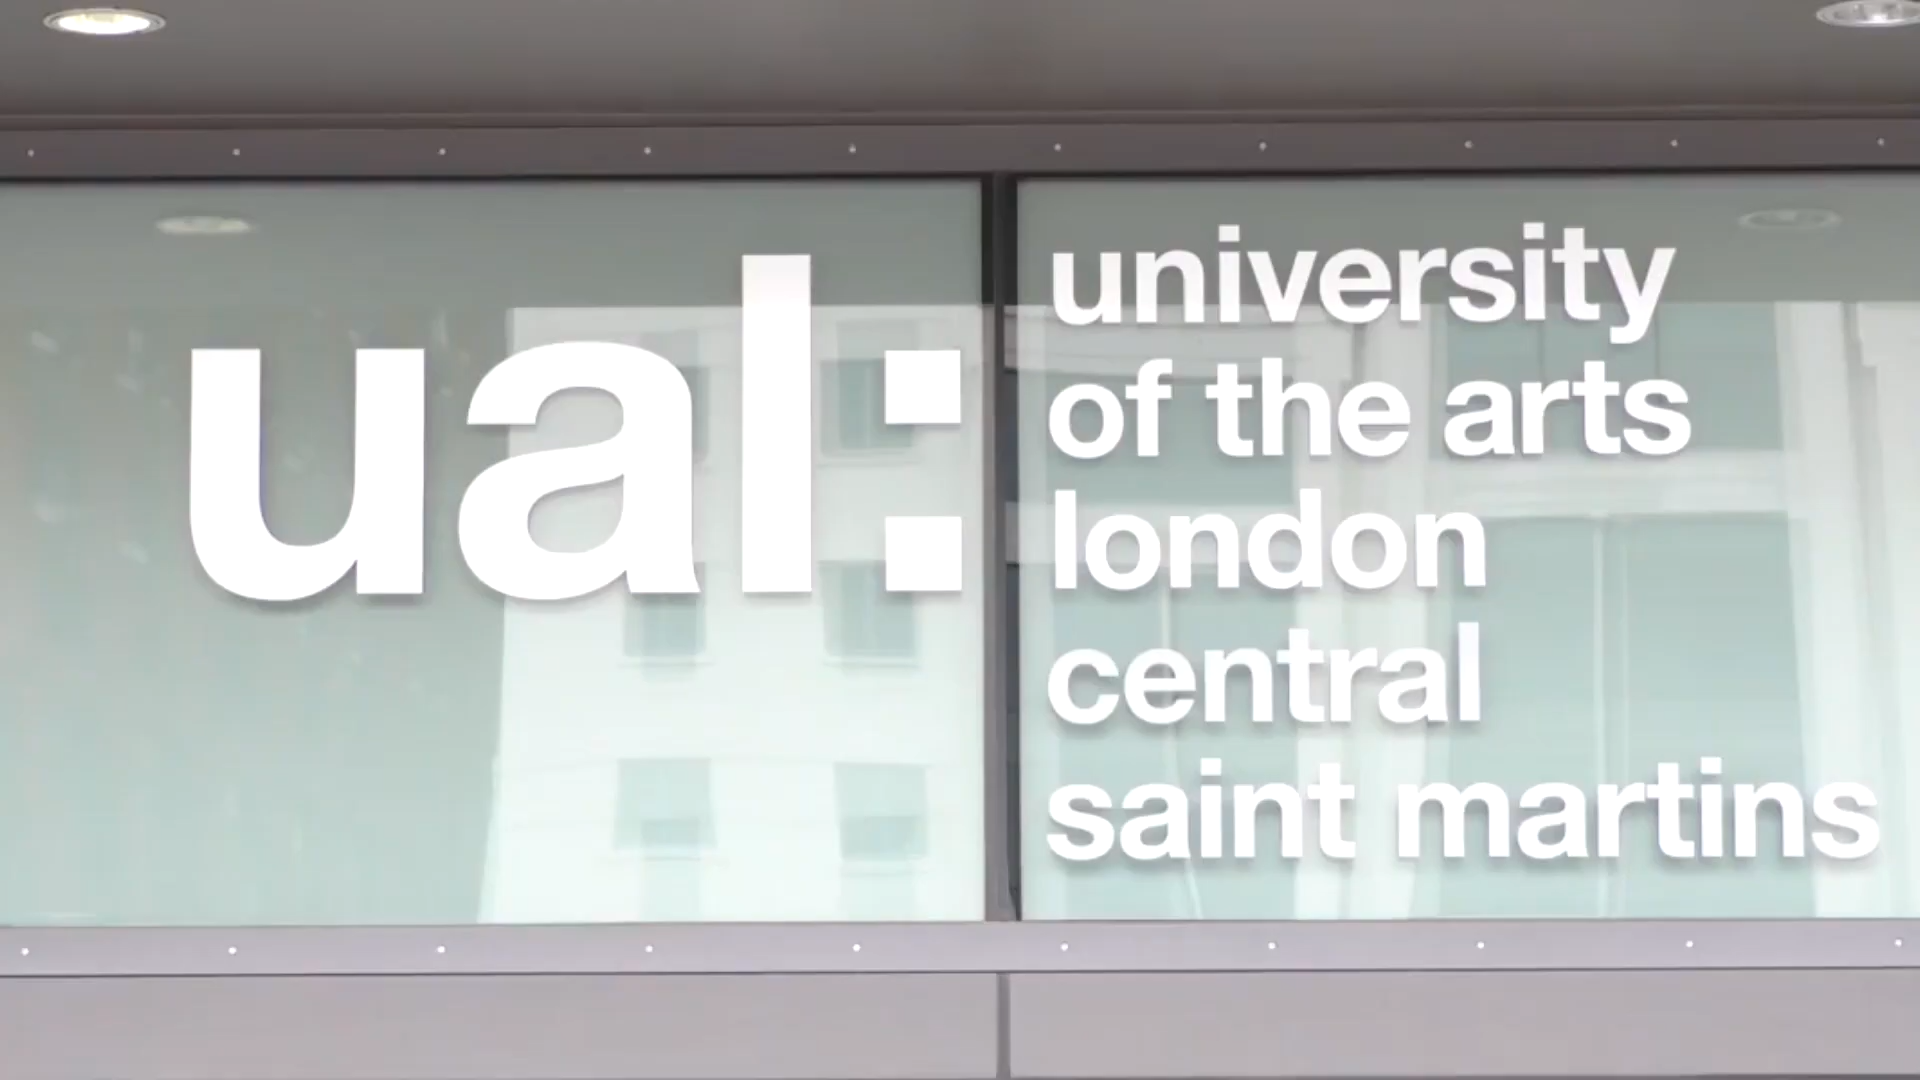 ual:
university
of the arts
london
central
saint martins